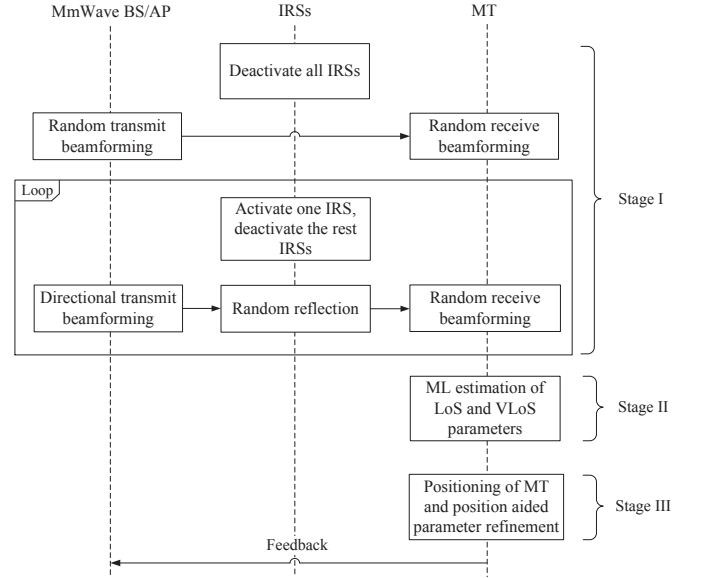 MmWave BS/AP
IRSs
MT
Deactivate all IRSs
Random transmit
beamforming
Random receive
beamforming
Stage I
Loop
Activate one IRS,
deactivate the rest
IRSs
Directional transmit
beamforming
Random reflection
Random receive
beamforming
ML estimation of
LoS and VLoS
parameters
Stage II
Positioning of MT
and position aided
parameter refinement
Stage III
Feedback